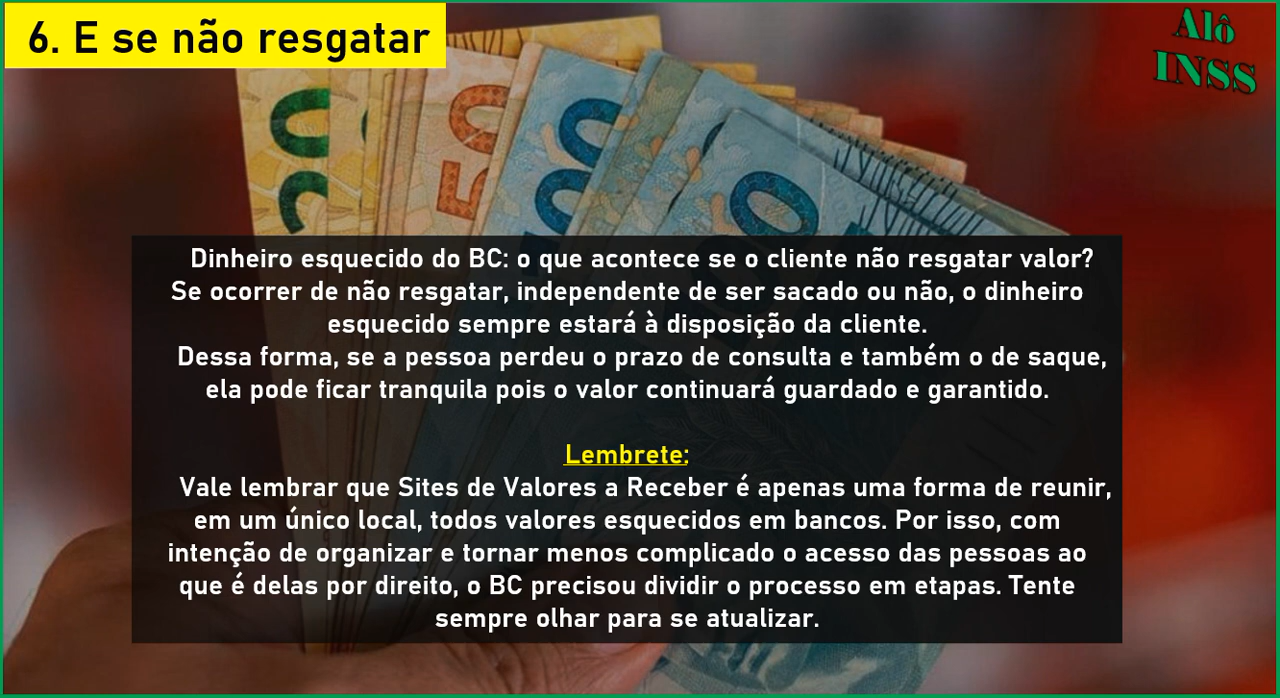 6. E se não resgatar
Alô
INSS
50
100
100
Dinheiro esquecido do BC: o que acontece se o cliente não resgatar valor?
Se ocorrer de não resgatar, independente de ser sacado ou não, o dinheiro
esquecido sempre estará à disposição da cliente.
Dessa forma, se a pessoa perdeu o prazo de consulta e também o de saque,
ela pode ficar tranquila pois o valor continuará guardado e garantido.
Lembrete:
Vale lembrar que Sites de Valores a Receber é apenas uma forma de reunir,
em um único local, todos valores esquecidos em bancos. Por isso, com
intenção de organizar e tornar menos complicado o acesso das pessoas ao
que é delas por direito, o BC precisou dividir o processo em etapas. Tente
sempre olhar para se atualizar.